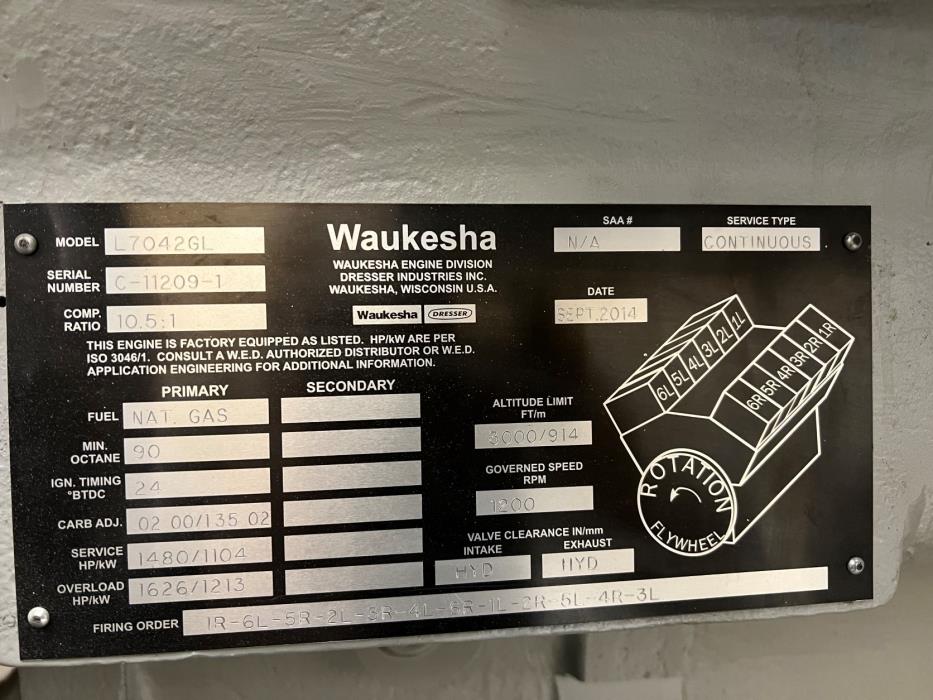 MODEL L7042GL
SERIAL NUMBER C-11209-1
COMP. RATIO 10.5:1
Waukesha
WAUKESHA ENGINE DIVISION
DRESSER INDUSTRIES INC.
WAUKESHA, WISCONSIN U.S.A.
Waukesha DRESSER
SAA #
N/A
SERVICE TYPE
CONTINUOUS
DATE
SEPT.2014
THIS ENGINE IS FACTORY EQUIPPED AS LISTED. HP/kW ARE PER
ISO 3046/1. CONSULT A W.E.D. AUTHORIZED DISTRIBUTOR OR W.E.D.
APPLICATION ENGINEERING FOR ADDITIONAL INFORMATION.
PRIMARY SECONDARY
FUEL NAT. GAS
MIN. OCTANE 90
IGN. TIMING °BTDC 24
CARB ADJ. 02 00/135 02
SERVICE HP/kW 1480/1104
OVERLOAD HP/kW 1626/1213
ALTITUDE LIMIT
FT/m
3000/914
GOVERNED SPEED
RPM
1200
VALVE CLEARANCE IN/mm
INTAKE EXHAUST
HYD HYD
FIRING ORDER 1R-6L-5R-2L-3R-4L-6R-1L-2R-5L-4R-3L
6L 5L 4L 3L 2L 1L
6R 5R 4R 3R 2R 1R
ROTATION
FLYWHEEL